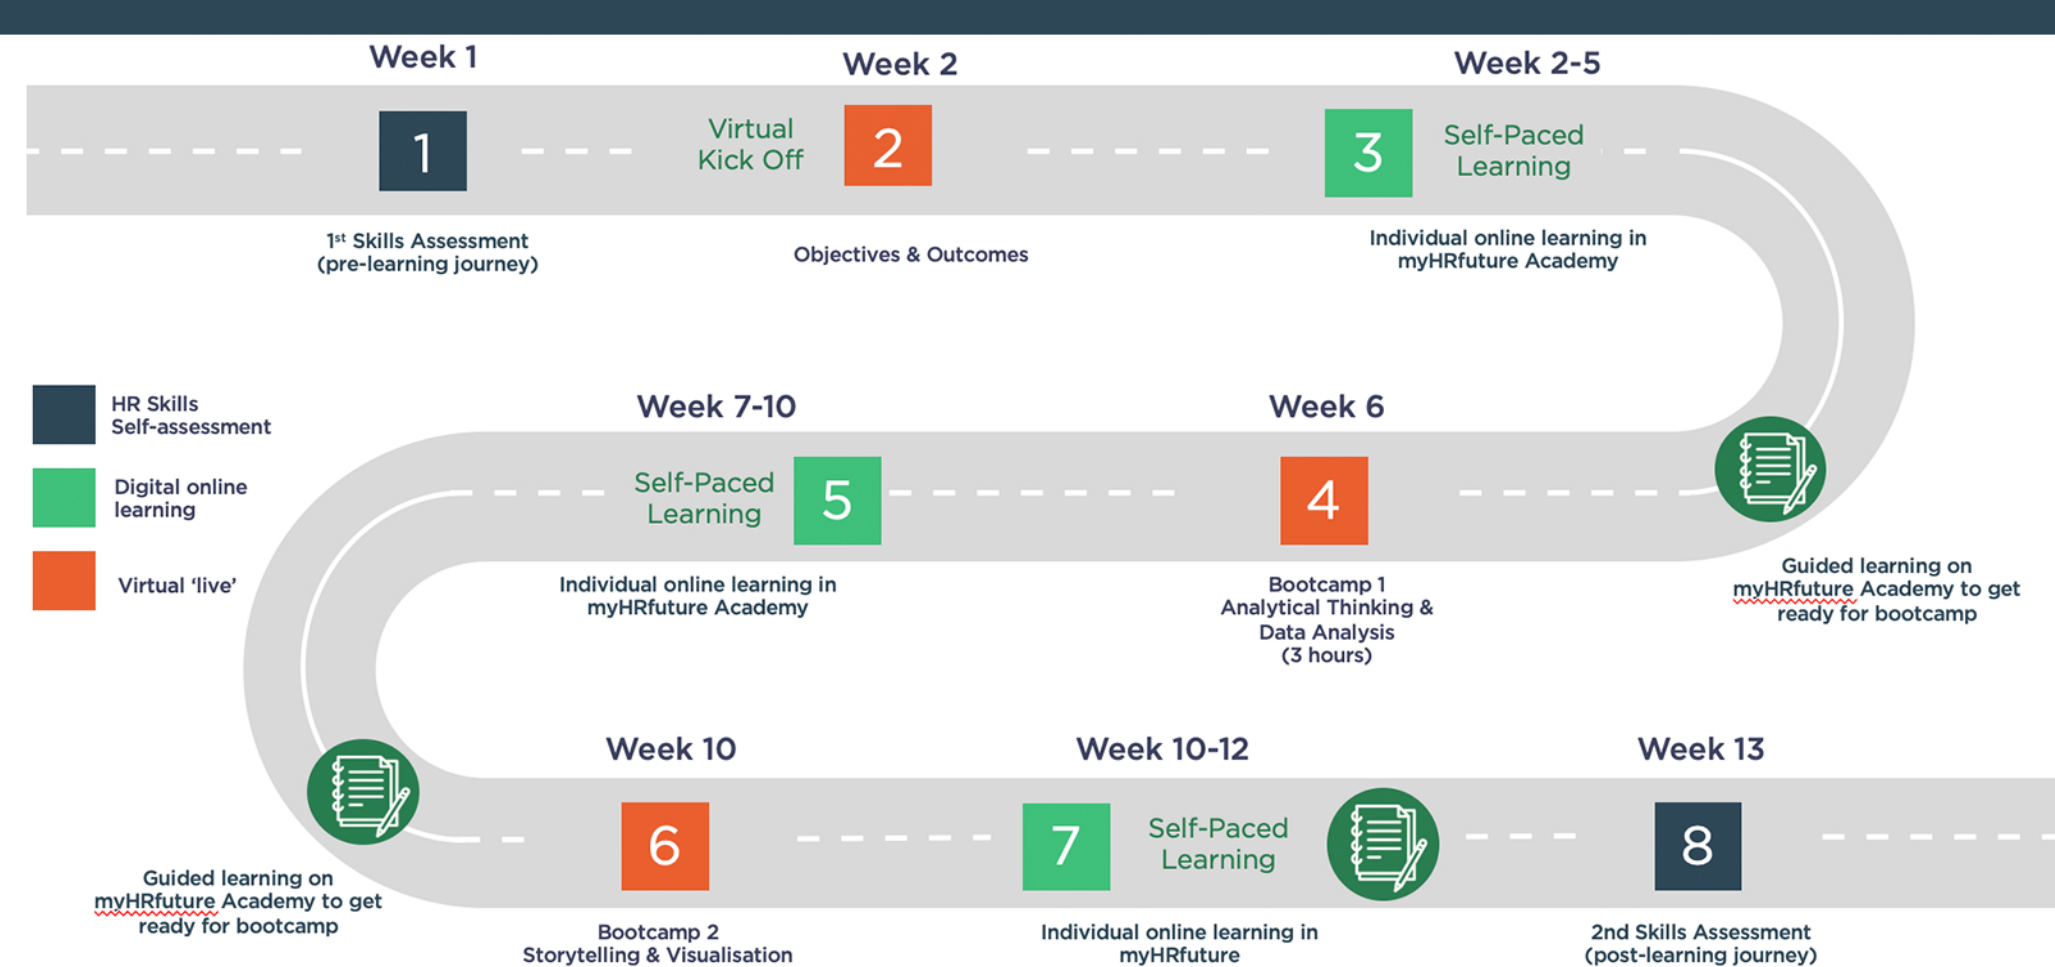 Week 1
Week 2
Week 2-5
1
Virtual
Kick Off
2
3
Self-Paced
Learning
1st Skills Assessment
(pre-learning journey)
Objectives & Outcomes
Individual online learning in
myHRfuture Academy
HR Skills
Self-assessment
Digital online
learning
Virtual ‘live’
Week 6
4
Bootcamp 1
Analytical Thinking &
Data Analysis
(3 hours)
Guided learning on
myHRfuture Academy to get
ready for bootcamp
Week 7-10
Self-Paced
Learning
5
Individual online learning in
myHRfuture Academy
Guided learning on
myHRfuture Academy to get
ready for bootcamp
Week 10
6
Bootcamp 2
Storytelling & Visualisation
Week 10-12
7
Self-Paced
Learning
Individual online learning in
myHRfuture
Week 13
8
2nd Skills Assessment
(post-learning journey)